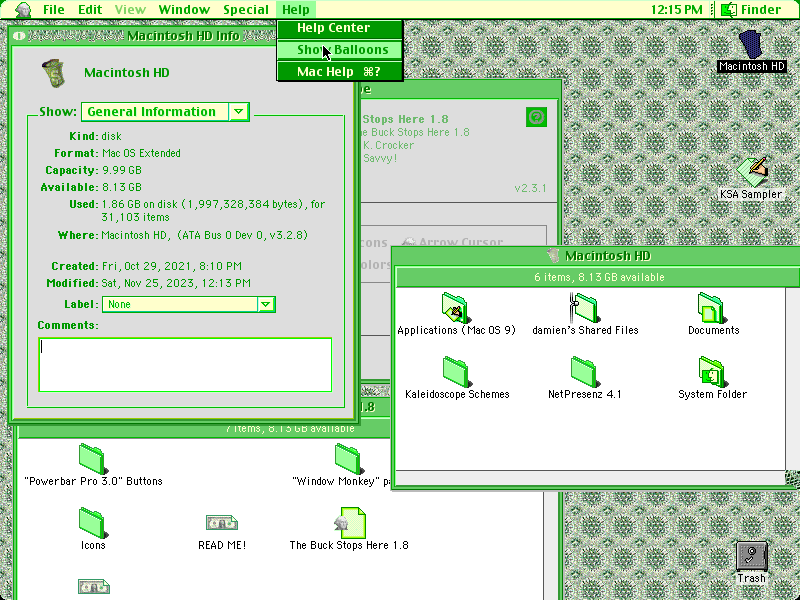 File Edit View Window Special Help 12:15 PM Finder
Help Center
Show Balloons
Mac Help ⌘?
Macintosh HD Info
Macintosh HD
Show: General Information
Kind: disk
Format: Mac OS Extended
Capacity: 9.99 GB
Available: 8.13 GB
Used: 1.86 GB on disk (1,997,328,384 bytes), for
31,103 items
Where: Macintosh HD, (ATA Bus 0 Dev 0, v3.2.8)
Created: Fri, Oct 29, 2021, 8:10 PM
Modified: Sat, Nov 25, 2023, 12:13 PM
Label: None
Comments:
Stops Here 1.8
The Buck Stops Here 1.8
K. Crocker
Savvy!
v2.3.1
Arrow Cursor
Macintosh HD
6 items, 8.13 GB available
Applications (Mac OS 9)
damien's Shared Files
Documents
Kaleidoscope Schemes
NetPresenz 4.1
System Folder
1.8
7 items, 8.13 GB available
"Powerbar Pro 3.0" Buttons
"Window Monkey"
Icons
READ ME!
The Buck Stops Here 1.8
Macintosh HD
KSA Sampler
Trash